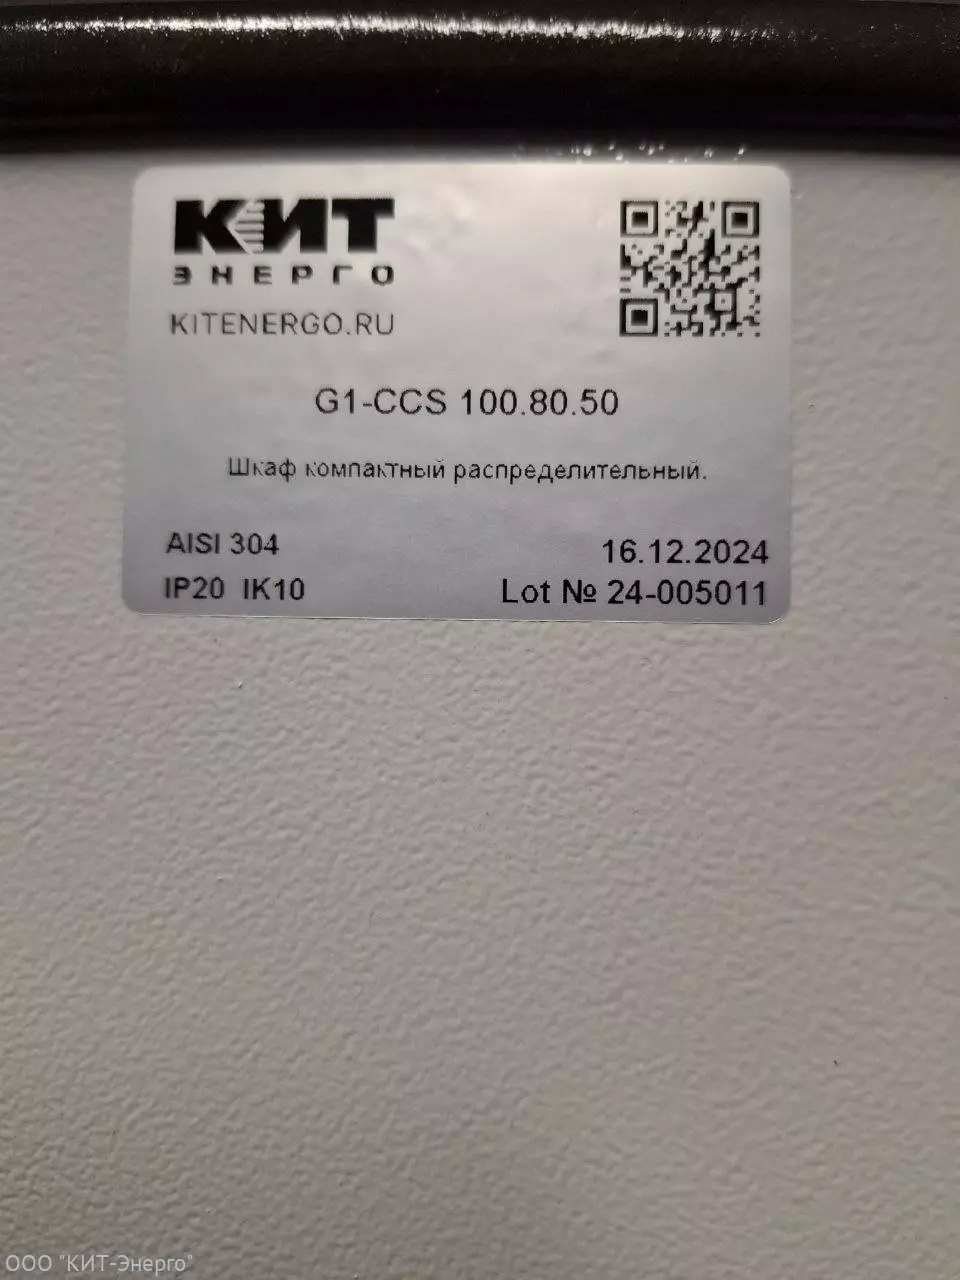 КИТ
ЭНЕРГО
KITENERGO.RU
G1-CCS 100.80.50
Шкаф компактный распределительный.
AISI 304
16.12.2024
IP20 IK10
Lot № 24-005011
ООО "КИТ-Энерго"